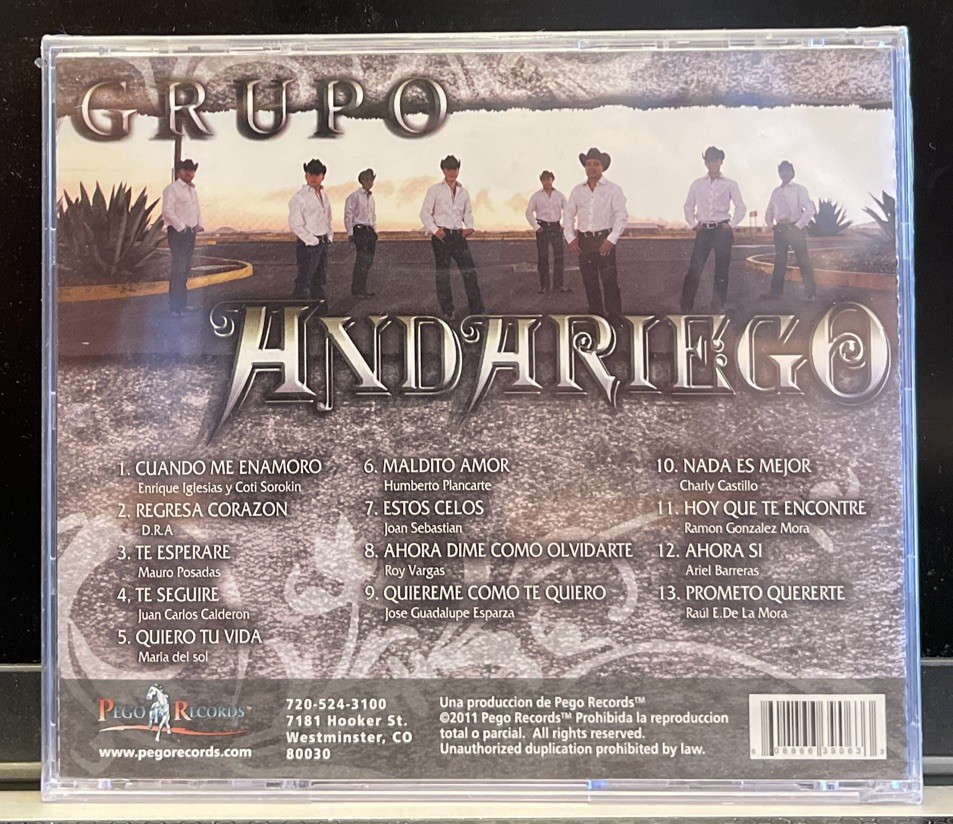 GRUPO
ANDARIEGO
1. CUANDO ME ENAMORO
Enrique Iglesias y Coti Sorokin
2. REGRESA CORAZON
D.R.A
3. TE ESPERARE
Mauro Posadas
4, TE SEGUIRE
Juan Carlos Calderon
5. QUIERO TU VIDA
Maria del sol
6. MALDITO AMOR
Humberto Plancarte
7. ESTOS CELOS
Joan Sebastian
8. AHORA DIME COMO OLVIDARTE
Roy Vargas
9. QUIEREME COMO TE QUIERO
Jose Guadalupe Esparza
10. NADA ES MEJOR
Charly Castillo
11. HOY QUE TE ENCONTRE
Ramon Gonzalez Mora
12. AHORA SI
Ariel Barreras
13. PROMETO QUERERTE
Raúl E.De La Mora
PEGO RECORDS™
www.pegorecords.com
720-524-3100
7181 Hooker St.
Westminster, CO
80030
Una produccion de Pego Records™
©2011 Pego Records™ Prohibida la reproduccion
total o parcial. All rights reserved.
Unauthorized duplication prohibited by law.
6 08866 39063 3